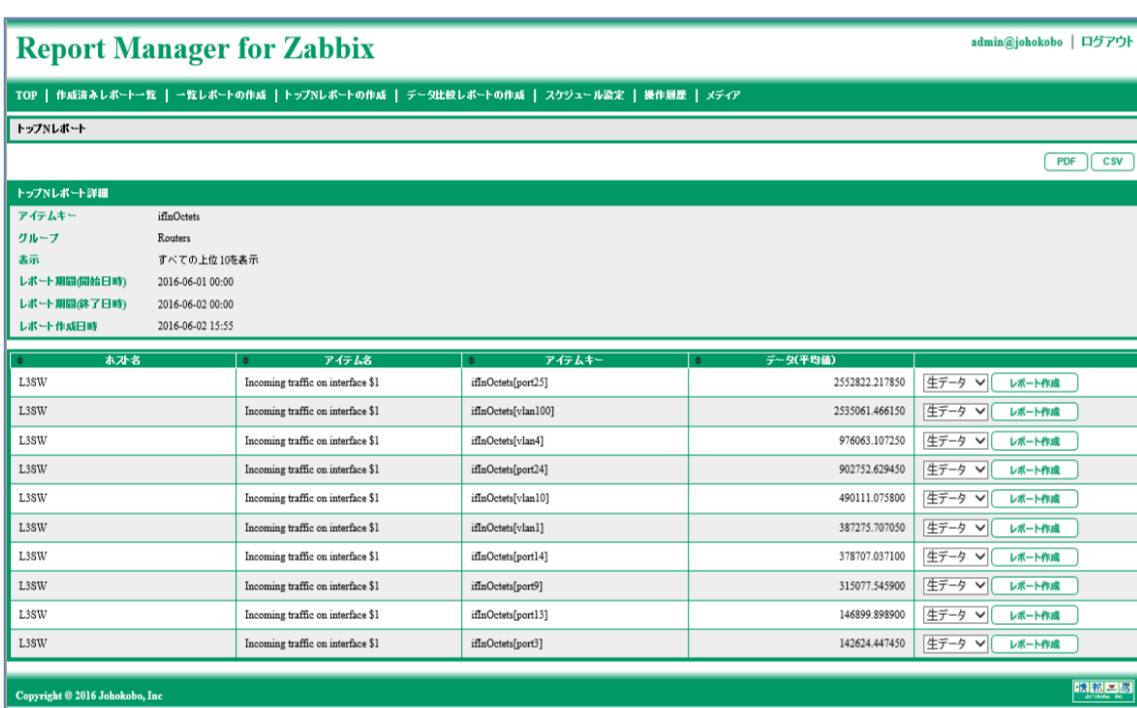 Report Manager for Zabbix
admin@johokobo | ログアウト
TOP | 作成済みレポート一覧 | 一覧レポートの作成 | トップNレポートの作成 | データ比較レポートの作成 | スケジュール設定 | 操作履歴 | メディア
トップNレポート
PDF CSV
トップNレポート詳細
アイテムキー ifInOctets
グループ Routers
表示 すべての上位10を表示
レポート期間(開始日時) 2016-06-01 00:00
レポート期間(終了日時) 2016-06-02 00:00
レポート作成日時 2016-06-02 15:55
ホスト名 アイテム名 アイテムキー データ(平均値)
L3SW Incoming traffic on interface $1 ifInOctets[port25] 2552822.217850 生データ レポート作成
L3SW Incoming traffic on interface $1 ifInOctets[vlan100] 2535061.466150 生データ レポート作成
L3SW Incoming traffic on interface $1 ifInOctets[vlan4] 976063.107250 生データ レポート作成
L3SW Incoming traffic on interface $1 ifInOctets[port24] 902752.629450 生データ レポート作成
L3SW Incoming traffic on interface $1 ifInOctets[vlan10] 490111.075800 生データ レポート作成
L3SW Incoming traffic on interface $1 ifInOctets[vlan1] 387275.707050 生データ レポート作成
L3SW Incoming traffic on interface $1 ifInOctets[port14] 378707.037100 生データ レポート作成
L3SW Incoming traffic on interface $1 ifInOctets[port9] 315077.545900 生データ レポート作成
L3SW Incoming traffic on interface $1 ifInOctets[port13] 146899.898900 生データ レポート作成
L3SW Incoming traffic on interface $1 ifInOctets[port3] 142624.447450 生データ レポート作成
Copyright © 2016 Johokobo, Inc
情報工房
Johokobo Inc